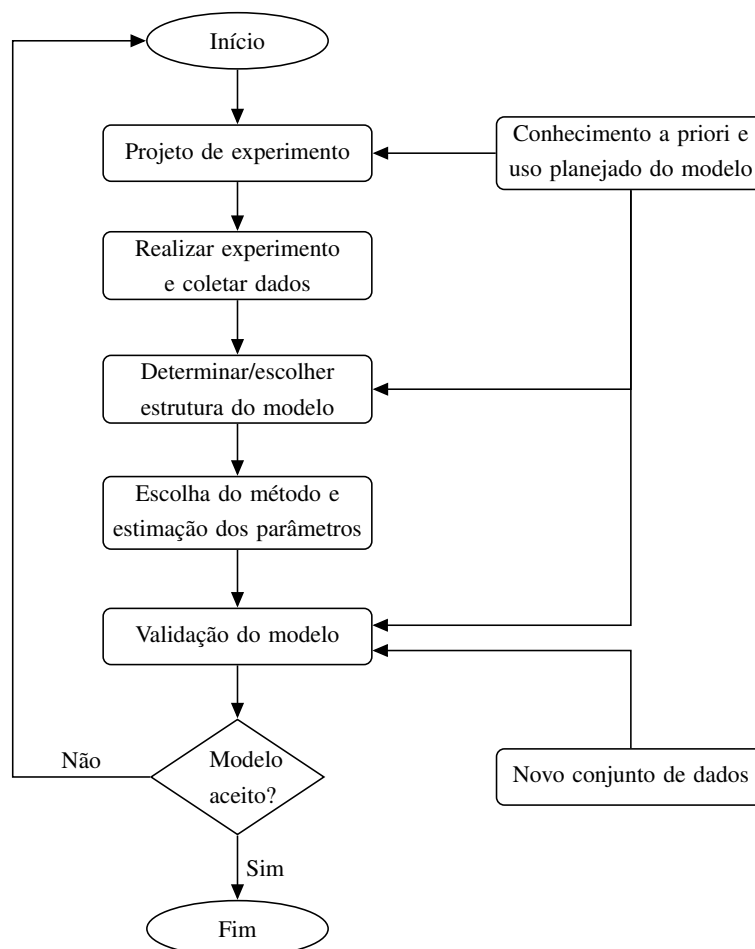 Início
Projeto de experimento
Conhecimento a priori e
uso planejado do modelo
Realizar experimento
e coletar dados
Determinar/escolher
estrutura do modelo
Escolha do método e
estimação dos parâmetros
Validação do modelo
Não
Modelo
aceito?
Novo conjunto de dados
Sim
Fim